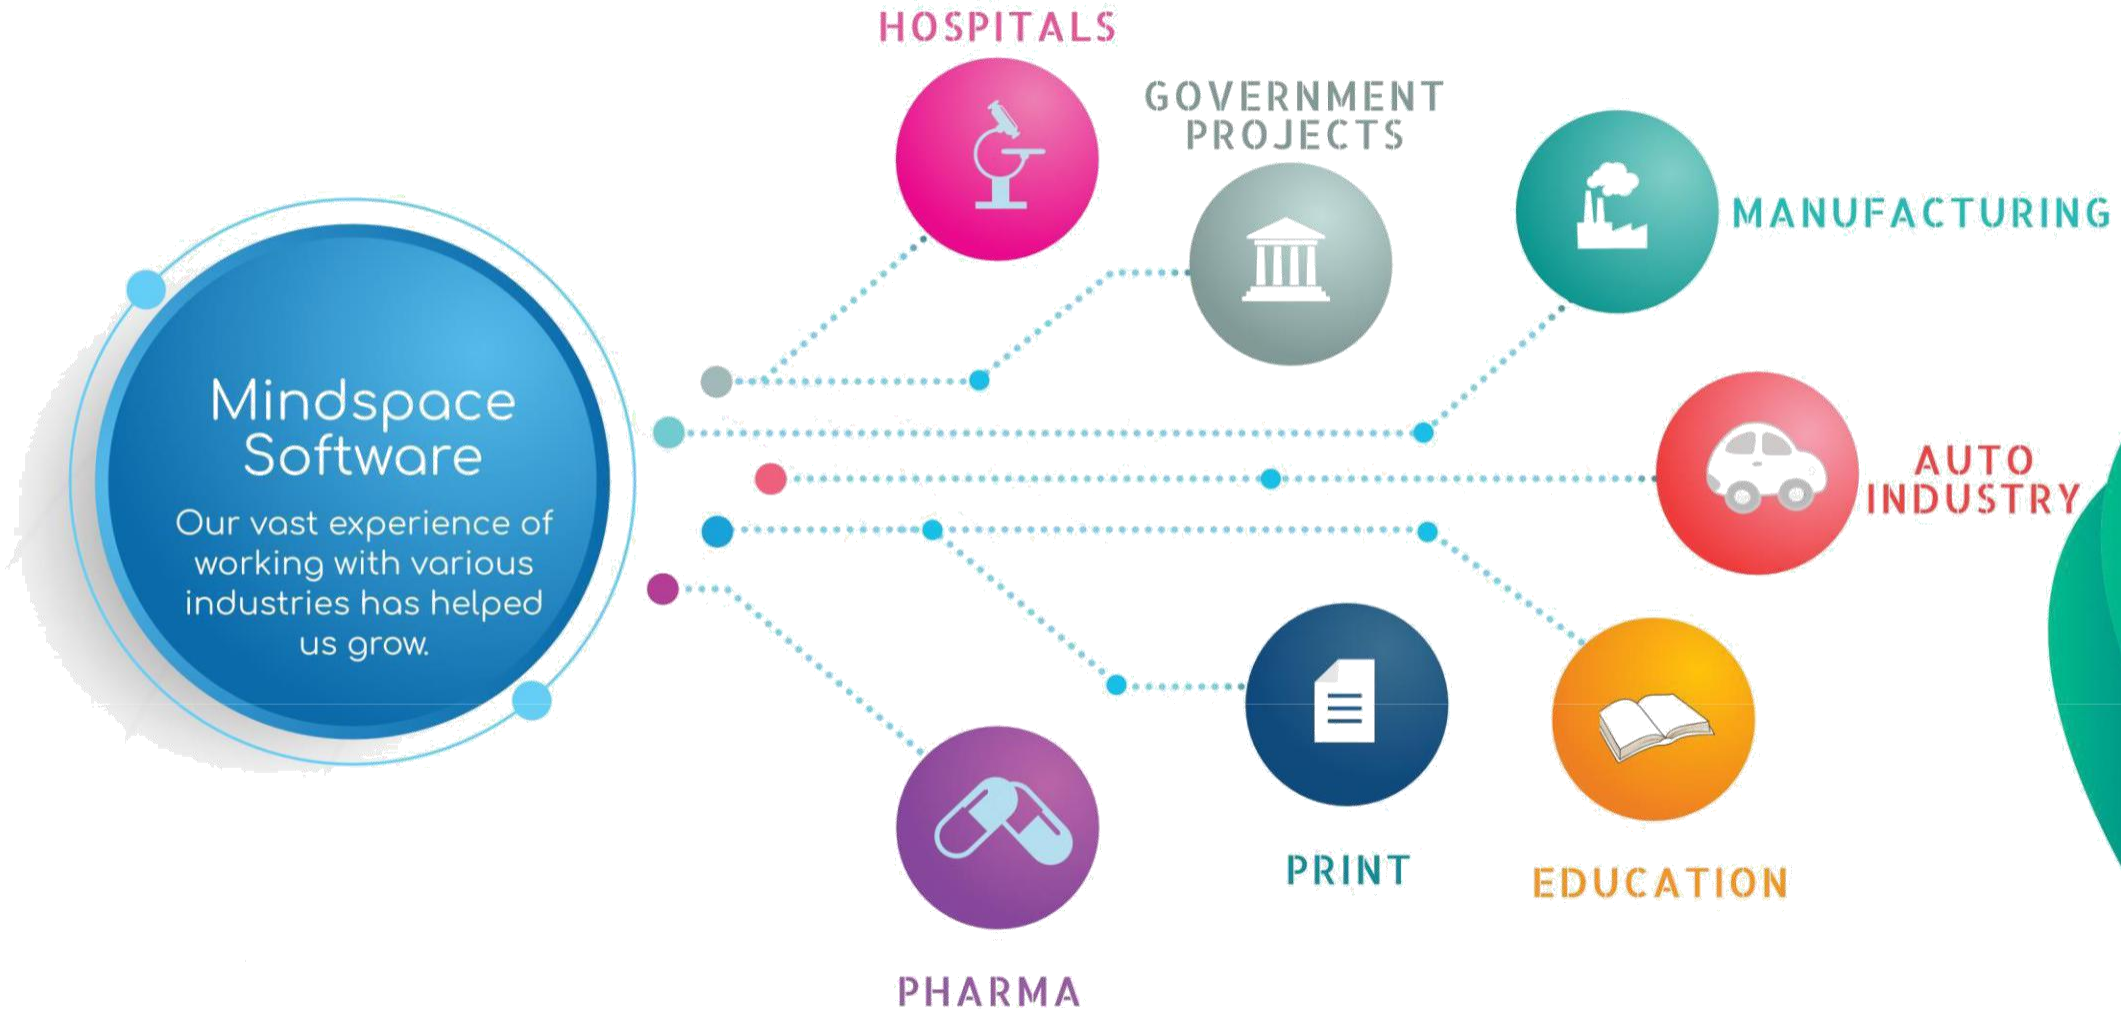 HOSPITALS
GOVERNMENT
PROJECTS
MANUFACTURING
Mindspace
Software
Our vast experience of
working with various
industries has helped
us grow.
AUTO
INDUSTRY
PRINT
EDUCATION
PHARMA